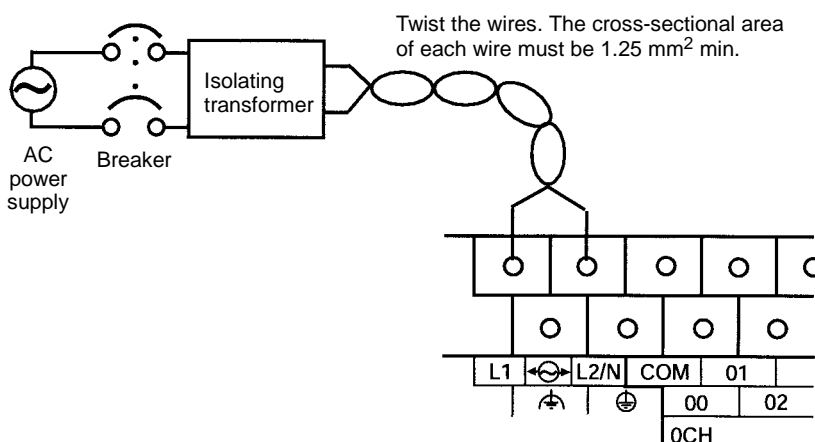 Twist the wires. The cross-sectional area
of each wire must be 1.25 mm² min.
Isolating
transformer
AC
power
supply
Breaker
L1 L2/N COM 01
00 02
0CH